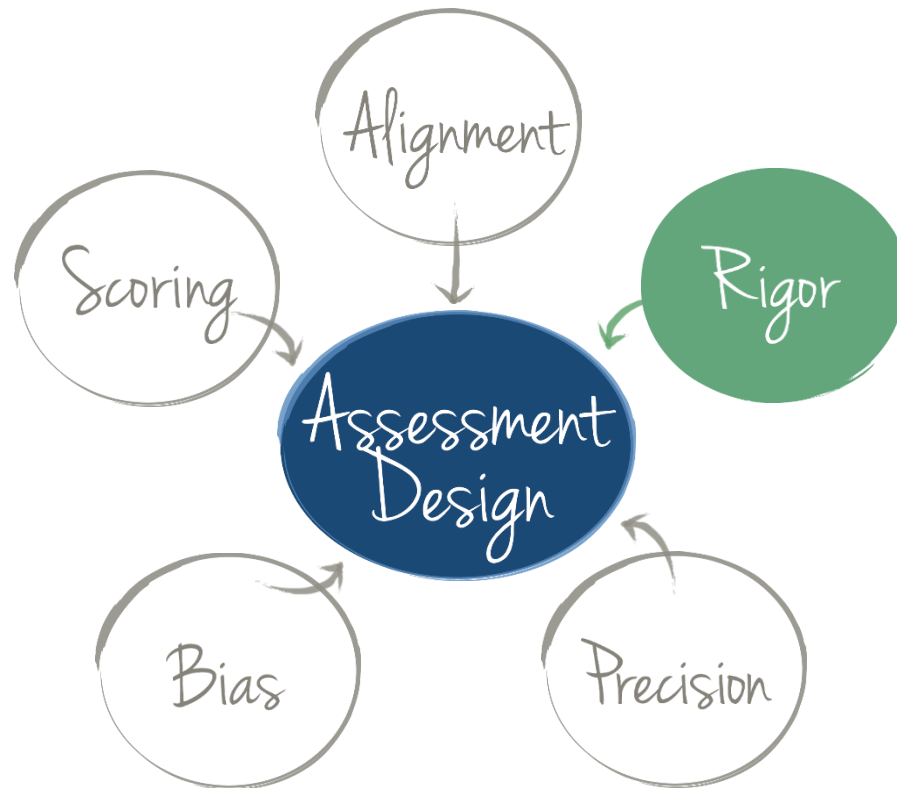 Alignment
Scoring
Rigor
Assessment
Design
Bias
Precision